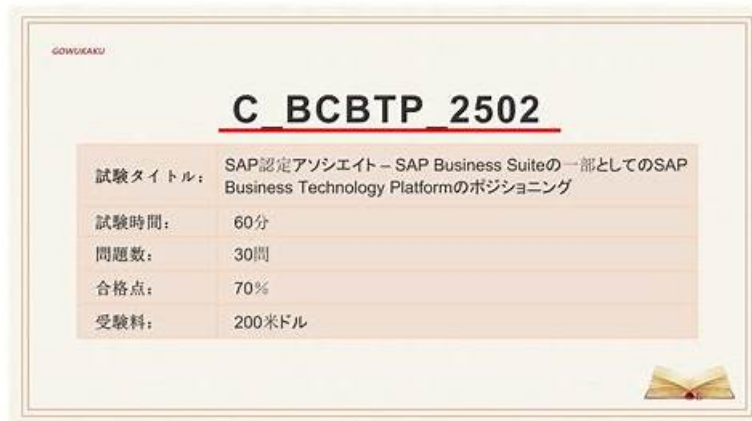 GOWUKAKU
C_BCBTP_2502
試験タイトル： SAP認定アソシエイト – SAP Business Suiteの一部としてのSAP
Business Technology Platformのポジショニング
試験時間： 60分
問題数： 30問
合格点： 70%
受験料： 200米ドル